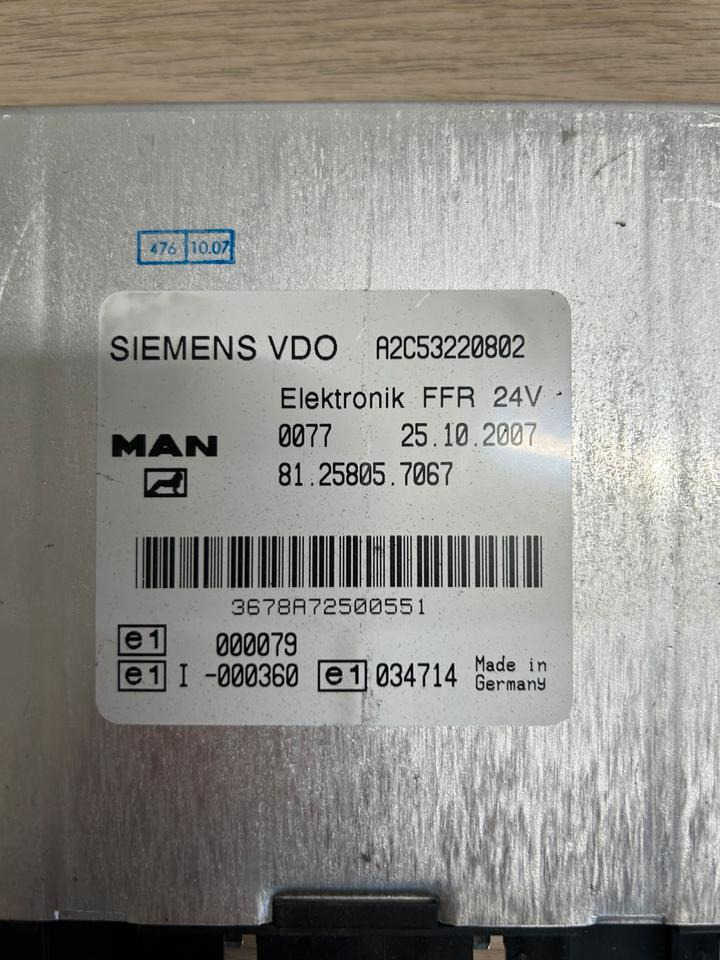 476 10.07
SIEMENS VDO A2C53220802
Elektronik FFR 24V
MAN 0077 25.10.2007
81.25805.7067
3678A72500551
e1 000079
e1 I -000360 e1 034714 Made in
Germany